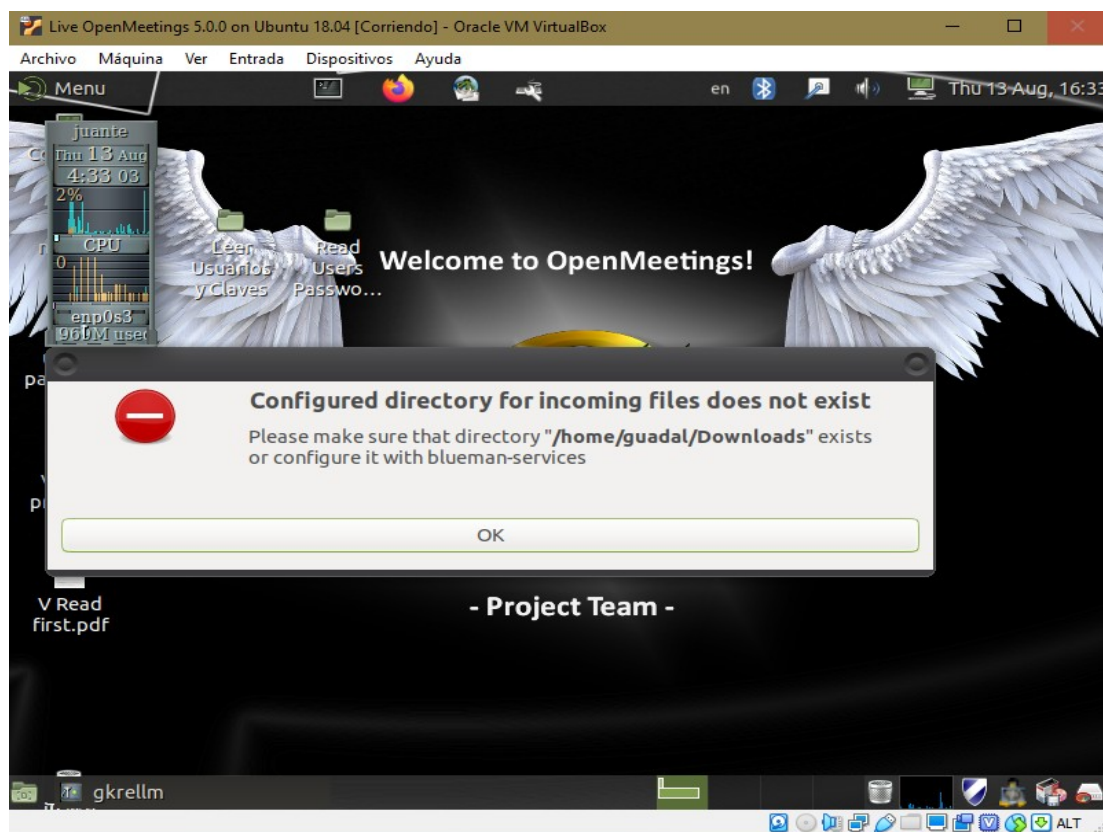 Live OpenMeetings 5.0.0 on Ubuntu 18.04 [Corriendo] - Oracle VM VirtualBox
Archivo Máquina Ver Entrada Dispositivos Ayuda
Menu en Thu 13 Aug, 16:33
juante
Thu 13 Aug
4:33 03
2%
CPU
0
enp0s3
Leer
Usuarios
y Claves
Read
Users
Passwo...
Welcome to OpenMeetings!
Configured directory for incoming files does not exist
Please make sure that directory "/home/guadal/Downloads" exists
or configure it with blueman-services
OK
V Read
first.pdf
- Project Team -
gkrellm
ALT